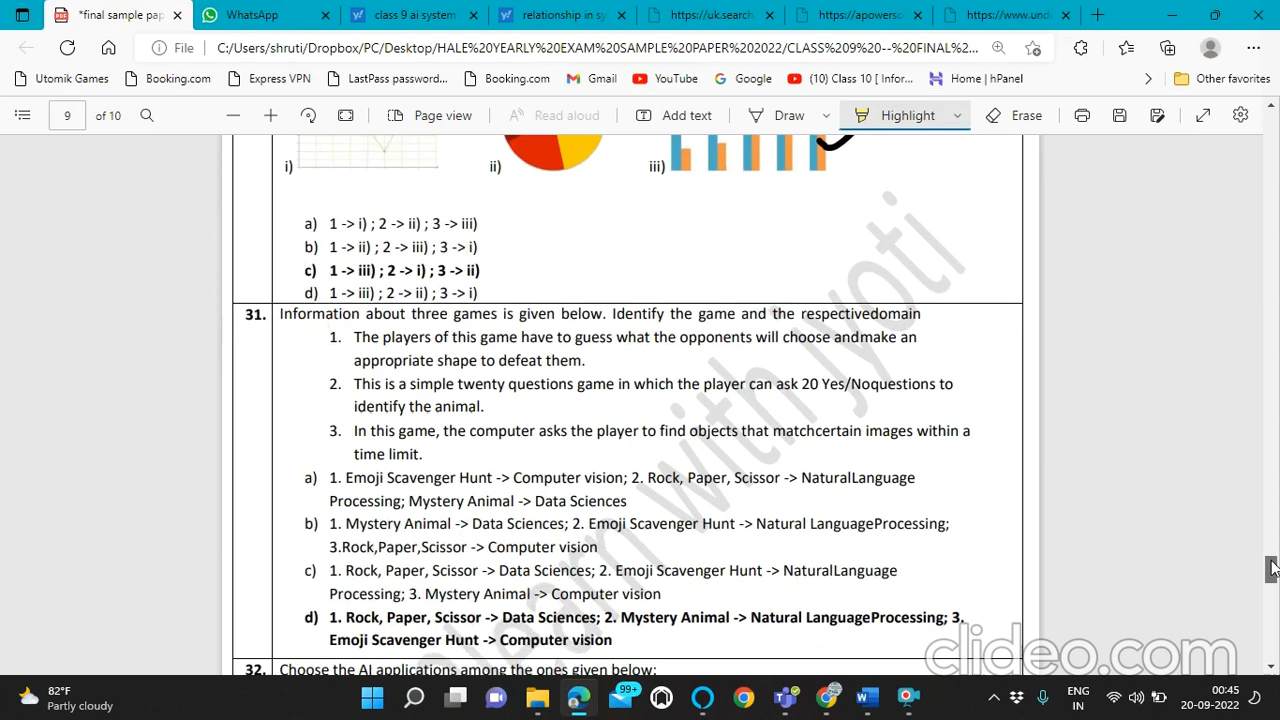 *final sample pap
WhatsApp
class 9 ai system
relationship in sy
https://uk.search
https://apowerso
https://www.und
File
C:/Users/shruti/Dropbox/PC/Desktop/HALE%20YEARLY%20EXAM%20SAMPLE%20PAPER%202022/CLASS%209%20--%20FINAL%...
Utomik Games
Booking.com
Express VPN
LastPass password...
Booking.com
Gmail
YouTube
Google
(10) Class 10 [ Infor...
Home | hPanel
Other favorites
9 of 10
Page view
Read aloud
Add text
Draw
Highlight
Erase
i) ii) iii)
a) 1 -> i) ; 2 -> ii) ; 3 -> iii)
b) 1 -> ii) ; 2 -> iii) ; 3 -> i)
c) 1 -> iii) ; 2 -> i) ; 3 -> ii)
d) 1 -> iii) ; 2 -> ii) ; 3 -> i)
31. Information about three games is given below. Identify the game and the respectivedomain
1. The players of this game have to guess what the opponents will choose andmake an
appropriate shape to defeat them.
2. This is a simple twenty questions game in which the player can ask 20 Yes/Noquestions to
identify the animal.
3. In this game, the computer asks the player to find objects that matchcertain images within a
time limit.
a) 1. Emoji Scavenger Hunt -> Computer vision; 2. Rock, Paper, Scissor -> NaturalLanguage
Processing; Mystery Animal -> Data Sciences
b) 1. Mystery Animal -> Data Sciences; 2. Emoji Scavenger Hunt -> Natural LanguageProcessing;
3.Rock,Paper,Scissor -> Computer vision
c) 1. Rock, Paper, Scissor -> Data Sciences; 2. Emoji Scavenger Hunt -> NaturalLanguage
Processing; 3. Mystery Animal -> Computer vision
d) 1. Rock, Paper, Scissor -> Data Sciences; 2. Mystery Animal -> Natural LanguageProcessing; 3.
Emoji Scavenger Hunt -> Computer vision
32. Choose the AI applications among the ones given below:
learn with jyoti
clideo.com
82°F
Partly cloudy
99+
ENG
IN
00:45
20-09-2022